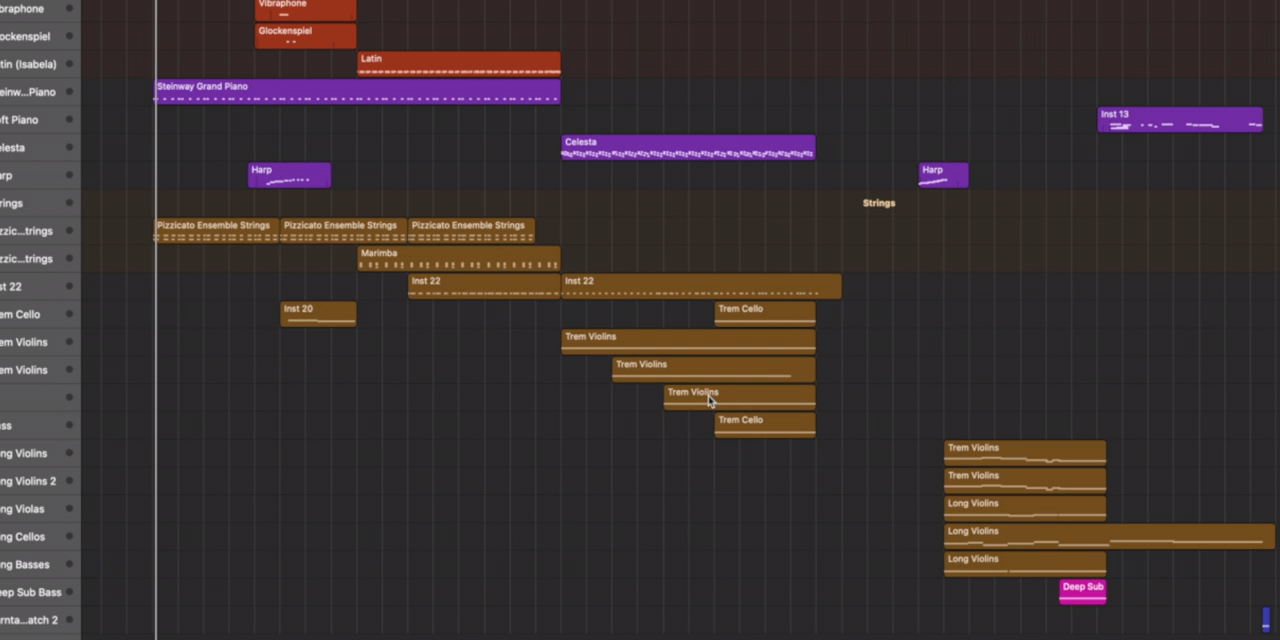 braphone Vibraphone
ockenspiel Glockenspiel
tin (Isabela) Latin
einw...Piano Steinway Grand Piano
ft Piano Inst 13
elesta Celesta
arp Harp Harp
rings Strings
zzic...trings Pizzicato Ensemble Strings Pizzicato Ensemble Strings Pizzicato Ensemble Strings
zzic...trings Marimba
st 22 Inst 22 Inst 22
em Cello Inst 20 Trem Cello
em Violins Trem Violins
em Violins Trem Violins
Trem Violins
ss Trem Cello
ng Violins Trem Violins
ng Violins 2 Trem Violins
ng Violas Long Violins
ng Cellos Long Violins
ng Basses Long Violins
eep Sub Bass Deep Sub
rnta...atch 2